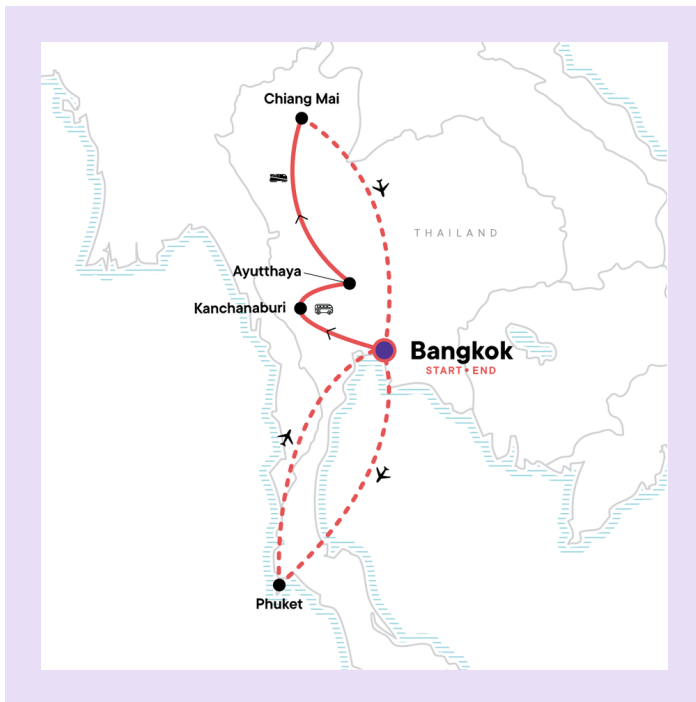 Chiang Mai
THAILAND
Ayutthaya
Kanchanaburi
Bangkok
START • END
Phuket